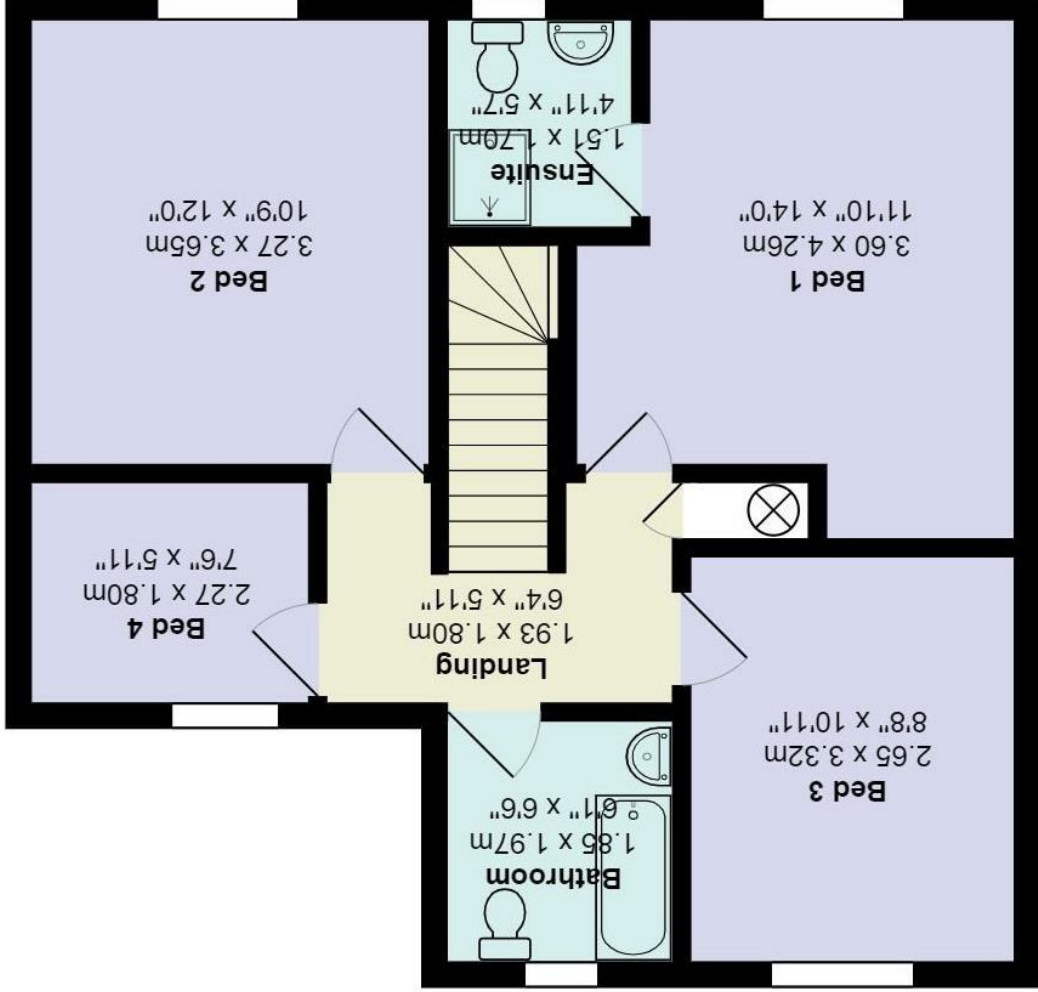 Bed 3
2.65 x 3.32m
8'8" x 10'11"
Bathroom
1.85 x 1.97m
6'1" x 6'6"
Landing
1.93 x 1.80m
6'4" x 5'11"
Bed 4
2.27 x 1.80m
7'6" x 5'11"
Bed 1
3.60 x 4.26m
11'10" x 14'0"
Bed 2
3.27 x 3.65m
10'9" x 12'0"
Ensuite
1.51 x 1.70m
4'11" x 5'7"